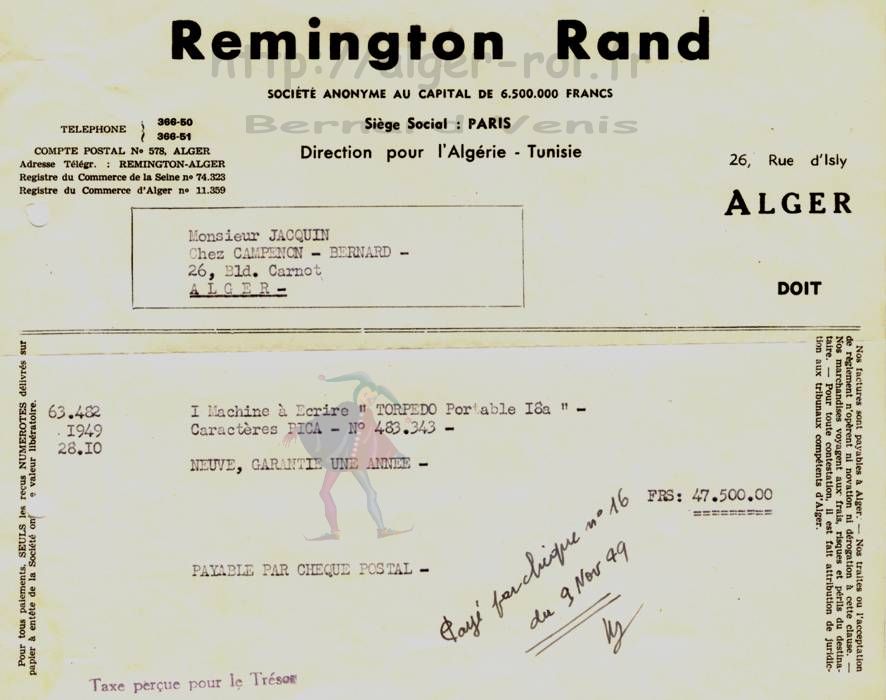 Remington Rand
http://alger-roi.fr
SOCIÉTÉ ANONYME AU CAPITAL DE 6.500.000 FRANCS
Siège Social : PARIS
Bernard Venis
Direction pour l'Algérie - Tunisie
TELEPHONE } 366-50
366-51
COMPTE POSTAL No 578, ALGER
Adresse Télégr. : REMINGTON-ALGER
Registre du Commerce de la Seine no 74.323
Registre du Commerce d'Alger no 11.359
26, Rue d'Isly
ALGER
Monsieur JACQUIN
Chez CAMPENON - BERNARD -
26, Bld. Carnot
ALGER-
DOIT
Pour tous paiements, SEULS les reçus NUMEROTES délivrés sur
papier à entête de la Société ont valeur libératoire.
63.482
1949
28.IO
I Machine à Ecrire " TORPEDO Portable I8a " -
Caractères PICA - No 483.343 -
NEUVE, GARANTIE UNE ANNEE -
FRS: 47.500.00
=========
PAYABLE PAR CHEQUE POSTAL -
Payé par chèque no 16
du 9 Nov 49
Taxe perçue pour le Trésor
Nos factures sont payables à Alger. — Nos traites ou l'acceptation
de règlement n'opèrent ni novation ni dérogation à cette clause. —
Nos marchandises voyagent aux frais, risques et périls du destina-
taire. — Pour toute contestation, il est fait attribution de juridic-
tion aux tribunaux compétents d'Alger.